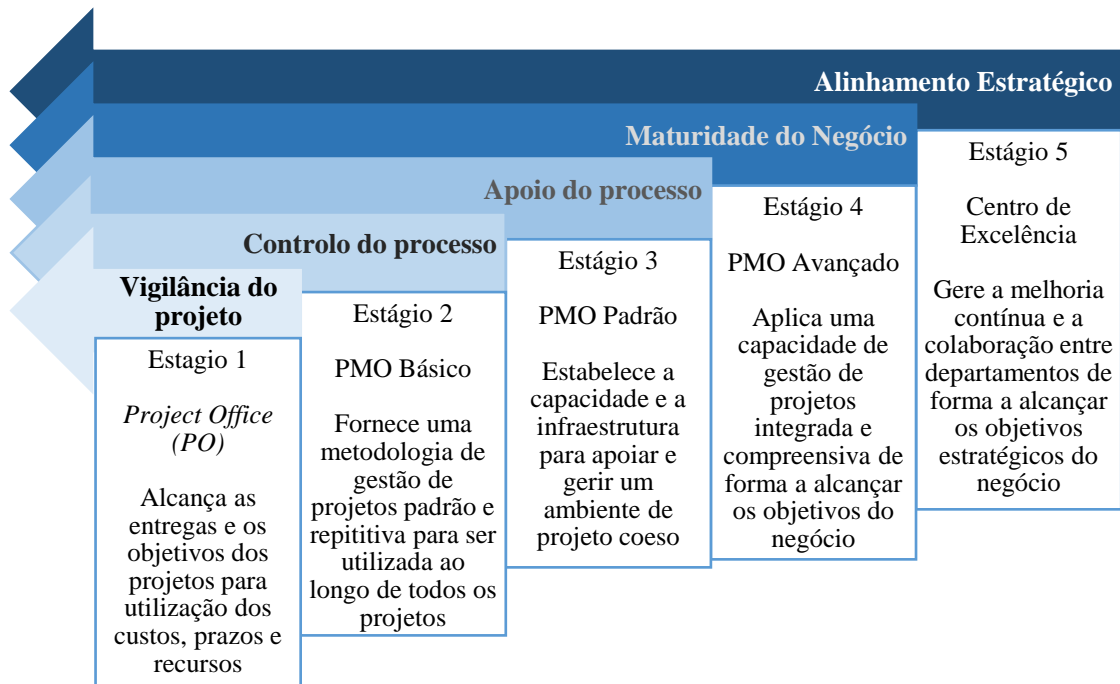 Alinhamento Estratégico
Maturidade do Negócio
Apoio do processo
Controlo do processo
Vigilância do
projeto
Estagio 1
Project Office
(PO)
Alcança as
entregas e os
objetivos dos
projetos para
utilização dos
custos, prazos e
recursos
Estágio 2
PMO Básico
Fornece uma
metodologia de
gestão de
projetos padrão e
repititiva para ser
utilizada ao
longo de todos os
projetos
Estágio 3
PMO Padrão
Estabelece a
capacidade e a
infraestrutura
para apoiar e
gerir um
ambiente de
projeto coeso
Estágio 4
PMO Avançado
Aplica uma
capacidade de
gestão de
projetos
integrada e
compreensiva de
forma a alcançar
os objetivos do
negócio
Estágio 5
Centro de
Excelência
Gere a melhoria
contínua e a
colaboração entre
departamentos de
forma a alcançar
os objetivos
estratégicos do
negócio